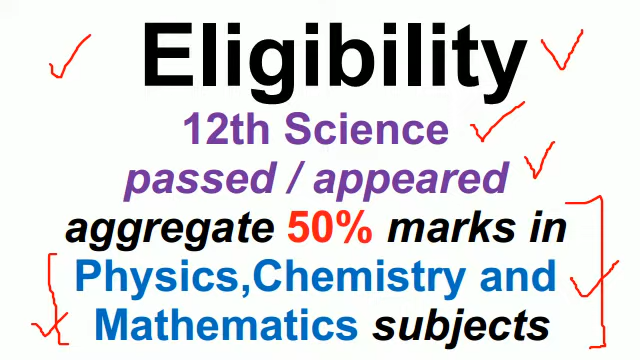 Eligibility
12th Science
passed / appeared
aggregate 50% marks in
Physics,Chemistry and
Mathematics subjects